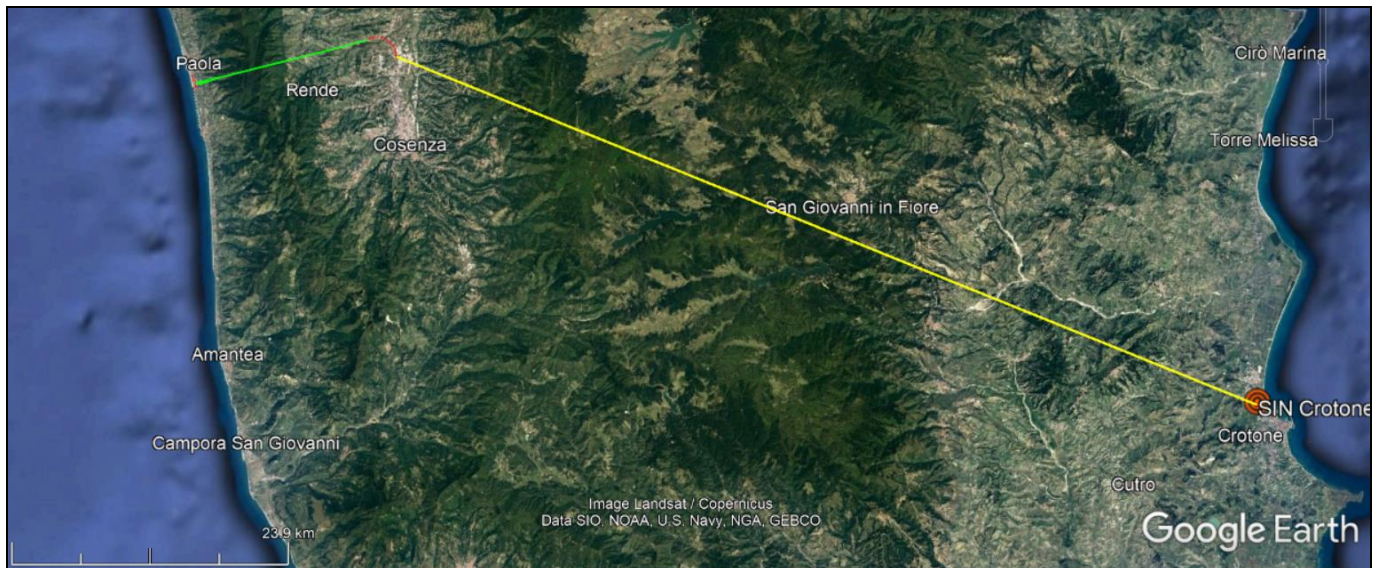 Cirò Marina
Paola
Rende
Torre Melissa
Cosenza
San Giovanni in Fiore
Amantea
SIN Crotone
Crotone
Campora San Giovanni
Cutro
Image Landsat / Copernicus
Data SIO, NOAA, U.S. Navy, NGA, GEBCO
23.9 km
Google Earth